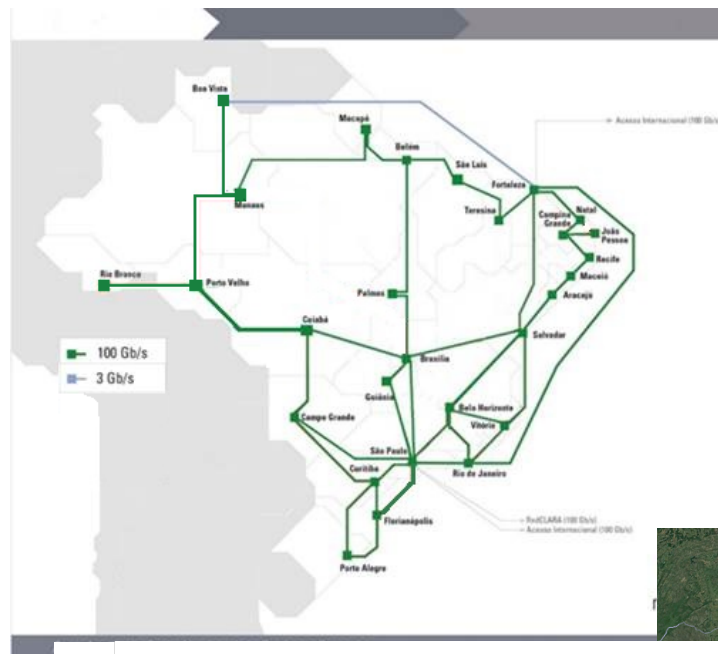 Boa Vista
Macapá
Belém
São Luís
Fortaleza
Acesso Internacional (100 Gb/s)
Manaus
Teresina
Campina
Grande
Natal
João
Pessoa
Recife
Maceió
Aracajú
Rio Branco
Porto Velho
Palmas
Cuiabá
Salvador
100 Gb/s
3 Gb/s
Brasília
Goiânia
Belo Horizonte
Vitória
Campo Grande
São Paulo
Curitiba
Rio de Janeiro
Florianópolis
RedCLARA (100 Gb/s)
Acesso Internacional (100 Gb/s)
Porto Alegre